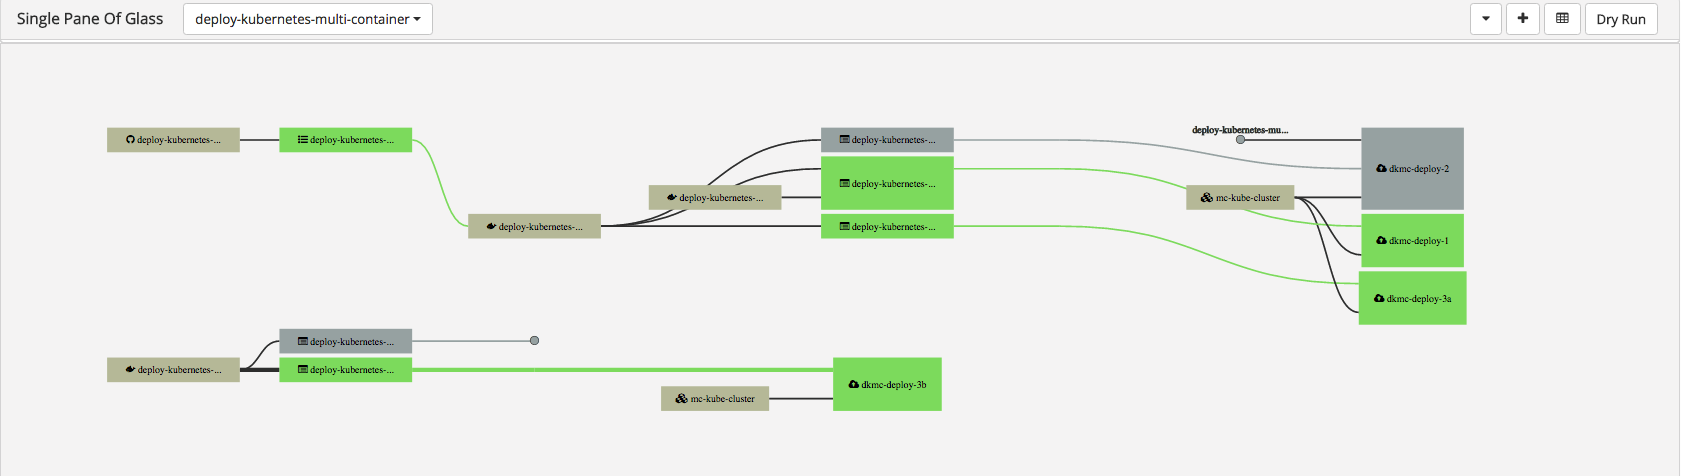 Single Pane Of Glass
deploy-kubernetes-multi-container
Dry Run
deploy-kubernetes-...
deploy-kubernetes-...
deploy-kubernetes-...
deploy-kubernetes-mu...
dkmc-deploy-2
deploy-kubernetes-...
deploy-kubernetes-...
mc-kube-cluster
deploy-kubernetes-...
deploy-kubernetes-...
dkmc-deploy-1
dkmc-deploy-3a
deploy-kubernetes-...
deploy-kubernetes-...
deploy-kubernetes-...
dkmc-deploy-3b
mc-kube-cluster